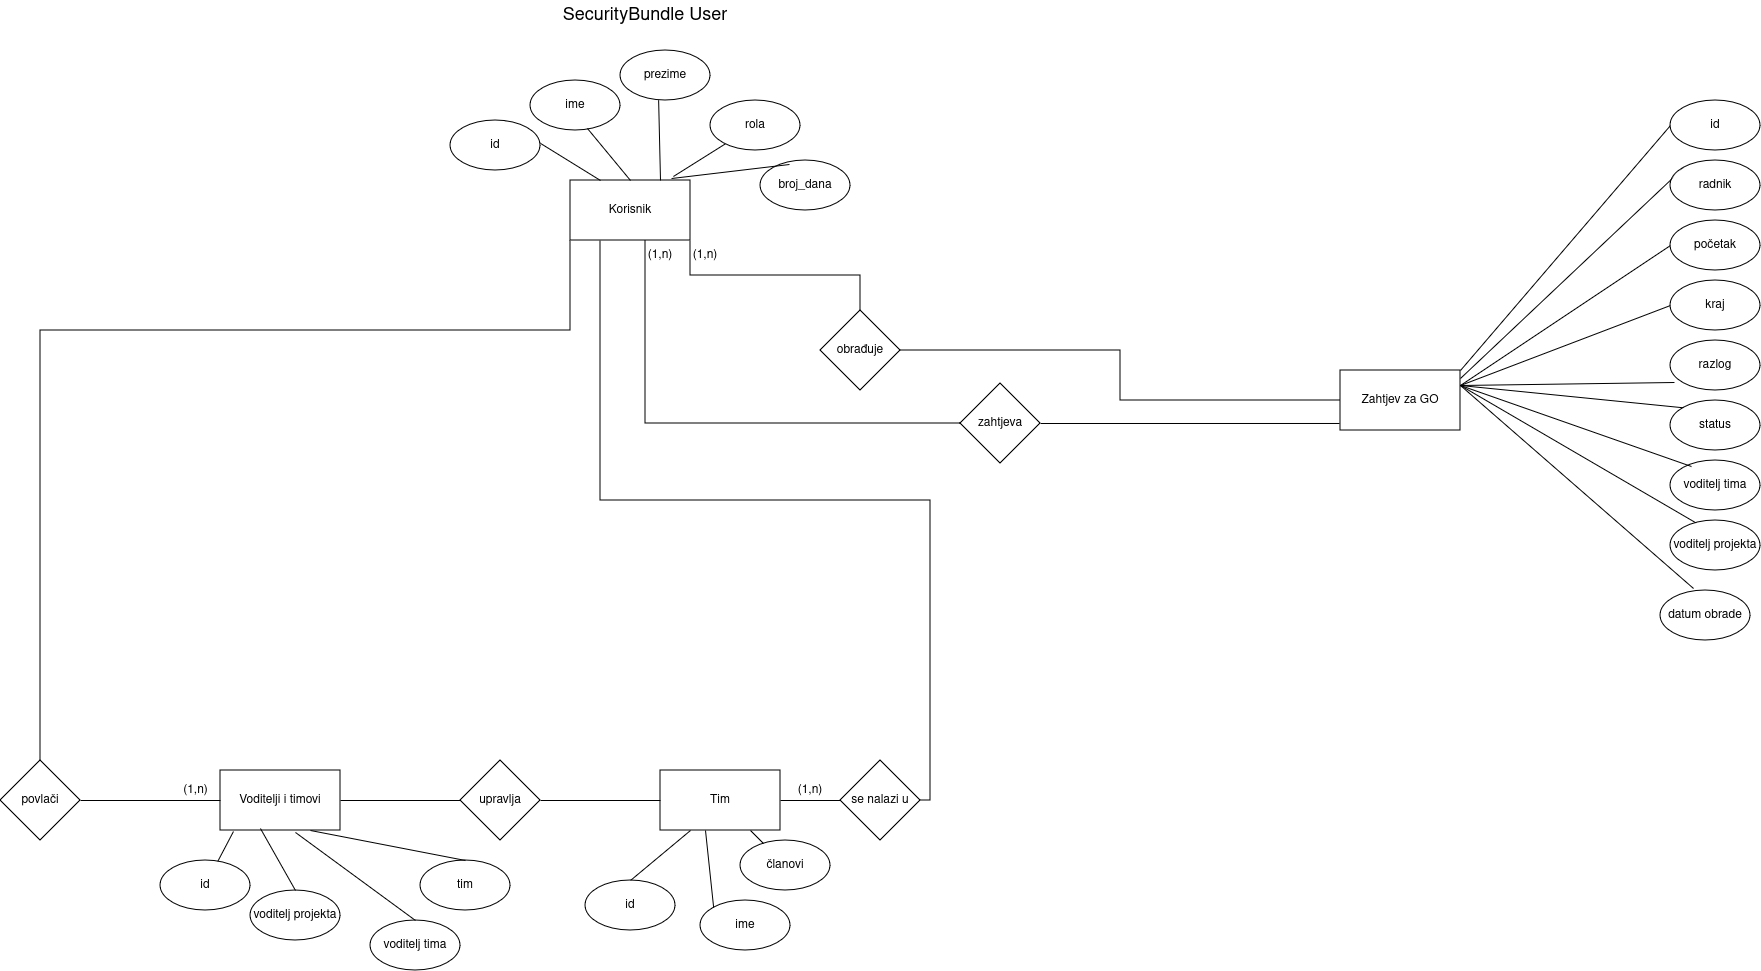 SecurityBundle User
prezime
ime
rola
id
broj_dana
Korisnik
(1,n)
(1,n)
obrađuje
zahtjeva
Zahtjev za GO
id
radnik
početak
kraj
razlog
status
voditelj tima
voditelj projekta
datum obrade
povlači
(1,n)
Voditelji i timovi
upravlja
Tim
(1,n)
se nalazi u
id
voditelj projekta
voditelj tima
tim
id
ime
članovi